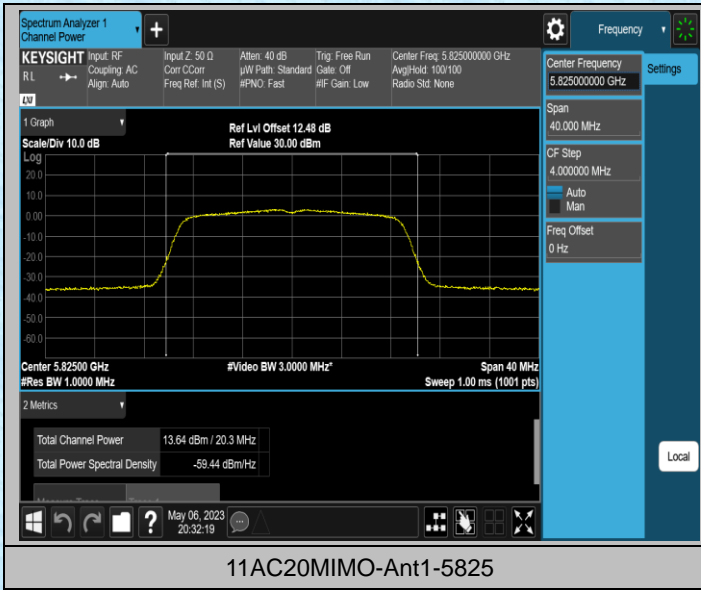 Spectrum Analyzer 1
Channel Power
Frequency
KEYSIGHT
R L
LXI
Input: RF
Coupling: AC
Align: Auto
Input Z: 50 Ω
Corr CCorr
Freq Ref: Int (S)
Atten: 40 dB
µW Path: Standard
#PNO: Fast
Trig: Free Run
Gate: Off
#IF Gain: Low
Center Freq: 5.825000000 GHz
Avg|Hold: 100/100
Radio Std: None
Center Frequency
5.825000000 GHz
Settings
Span
40.000 MHz
CF Step
4.000000 MHz
Auto
Man
Freq Offset
0 Hz
1 Graph
Scale/Div 10.0 dB
Ref Lvl Offset 12.48 dB
Ref Value 30.00 dBm
Log
20.0
10.0
0.00
-10.0
-20.0
-30.0
-40.0
-50.0
-60.0
Center 5.82500 GHz
#Res BW 1.0000 MHz
#Video BW 3.0000 MHz*
Span 40 MHz
Sweep 1.00 ms (1001 pts)
2 Metrics
Total Channel Power 13.64 dBm / 20.3 MHz
Total Power Spectral Density -59.44 dBm/Hz
Local
?
May 06, 2023
20:32:19
11AC20MIMO-Ant1-5825